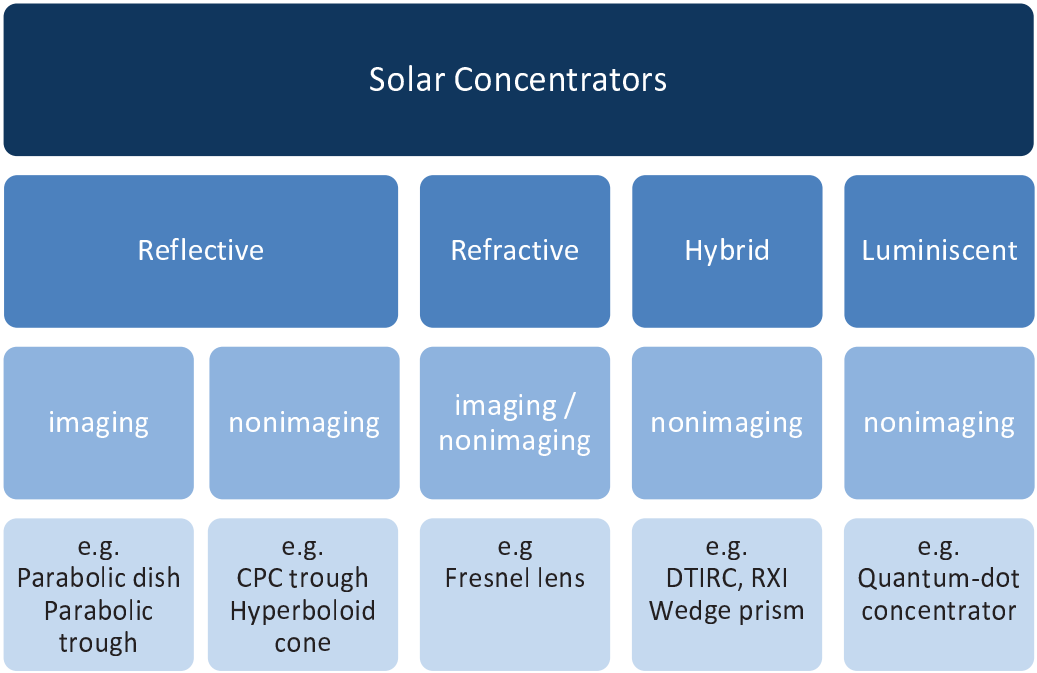 Solar Concentrators
Reflective
Refractive
Hybrid
Luminiscent
imaging
nonimaging
imaging /
nonimaging
nonimaging
nonimaging
e.g.
Parabolic dish
Parabolic
trough
e.g.
CPC trough
Hyperboloid
cone
e.g
Fresnel lens
e.g.
DTIRC, RXI
Wedge prism
e.g.
Quantum-dot
concentrator